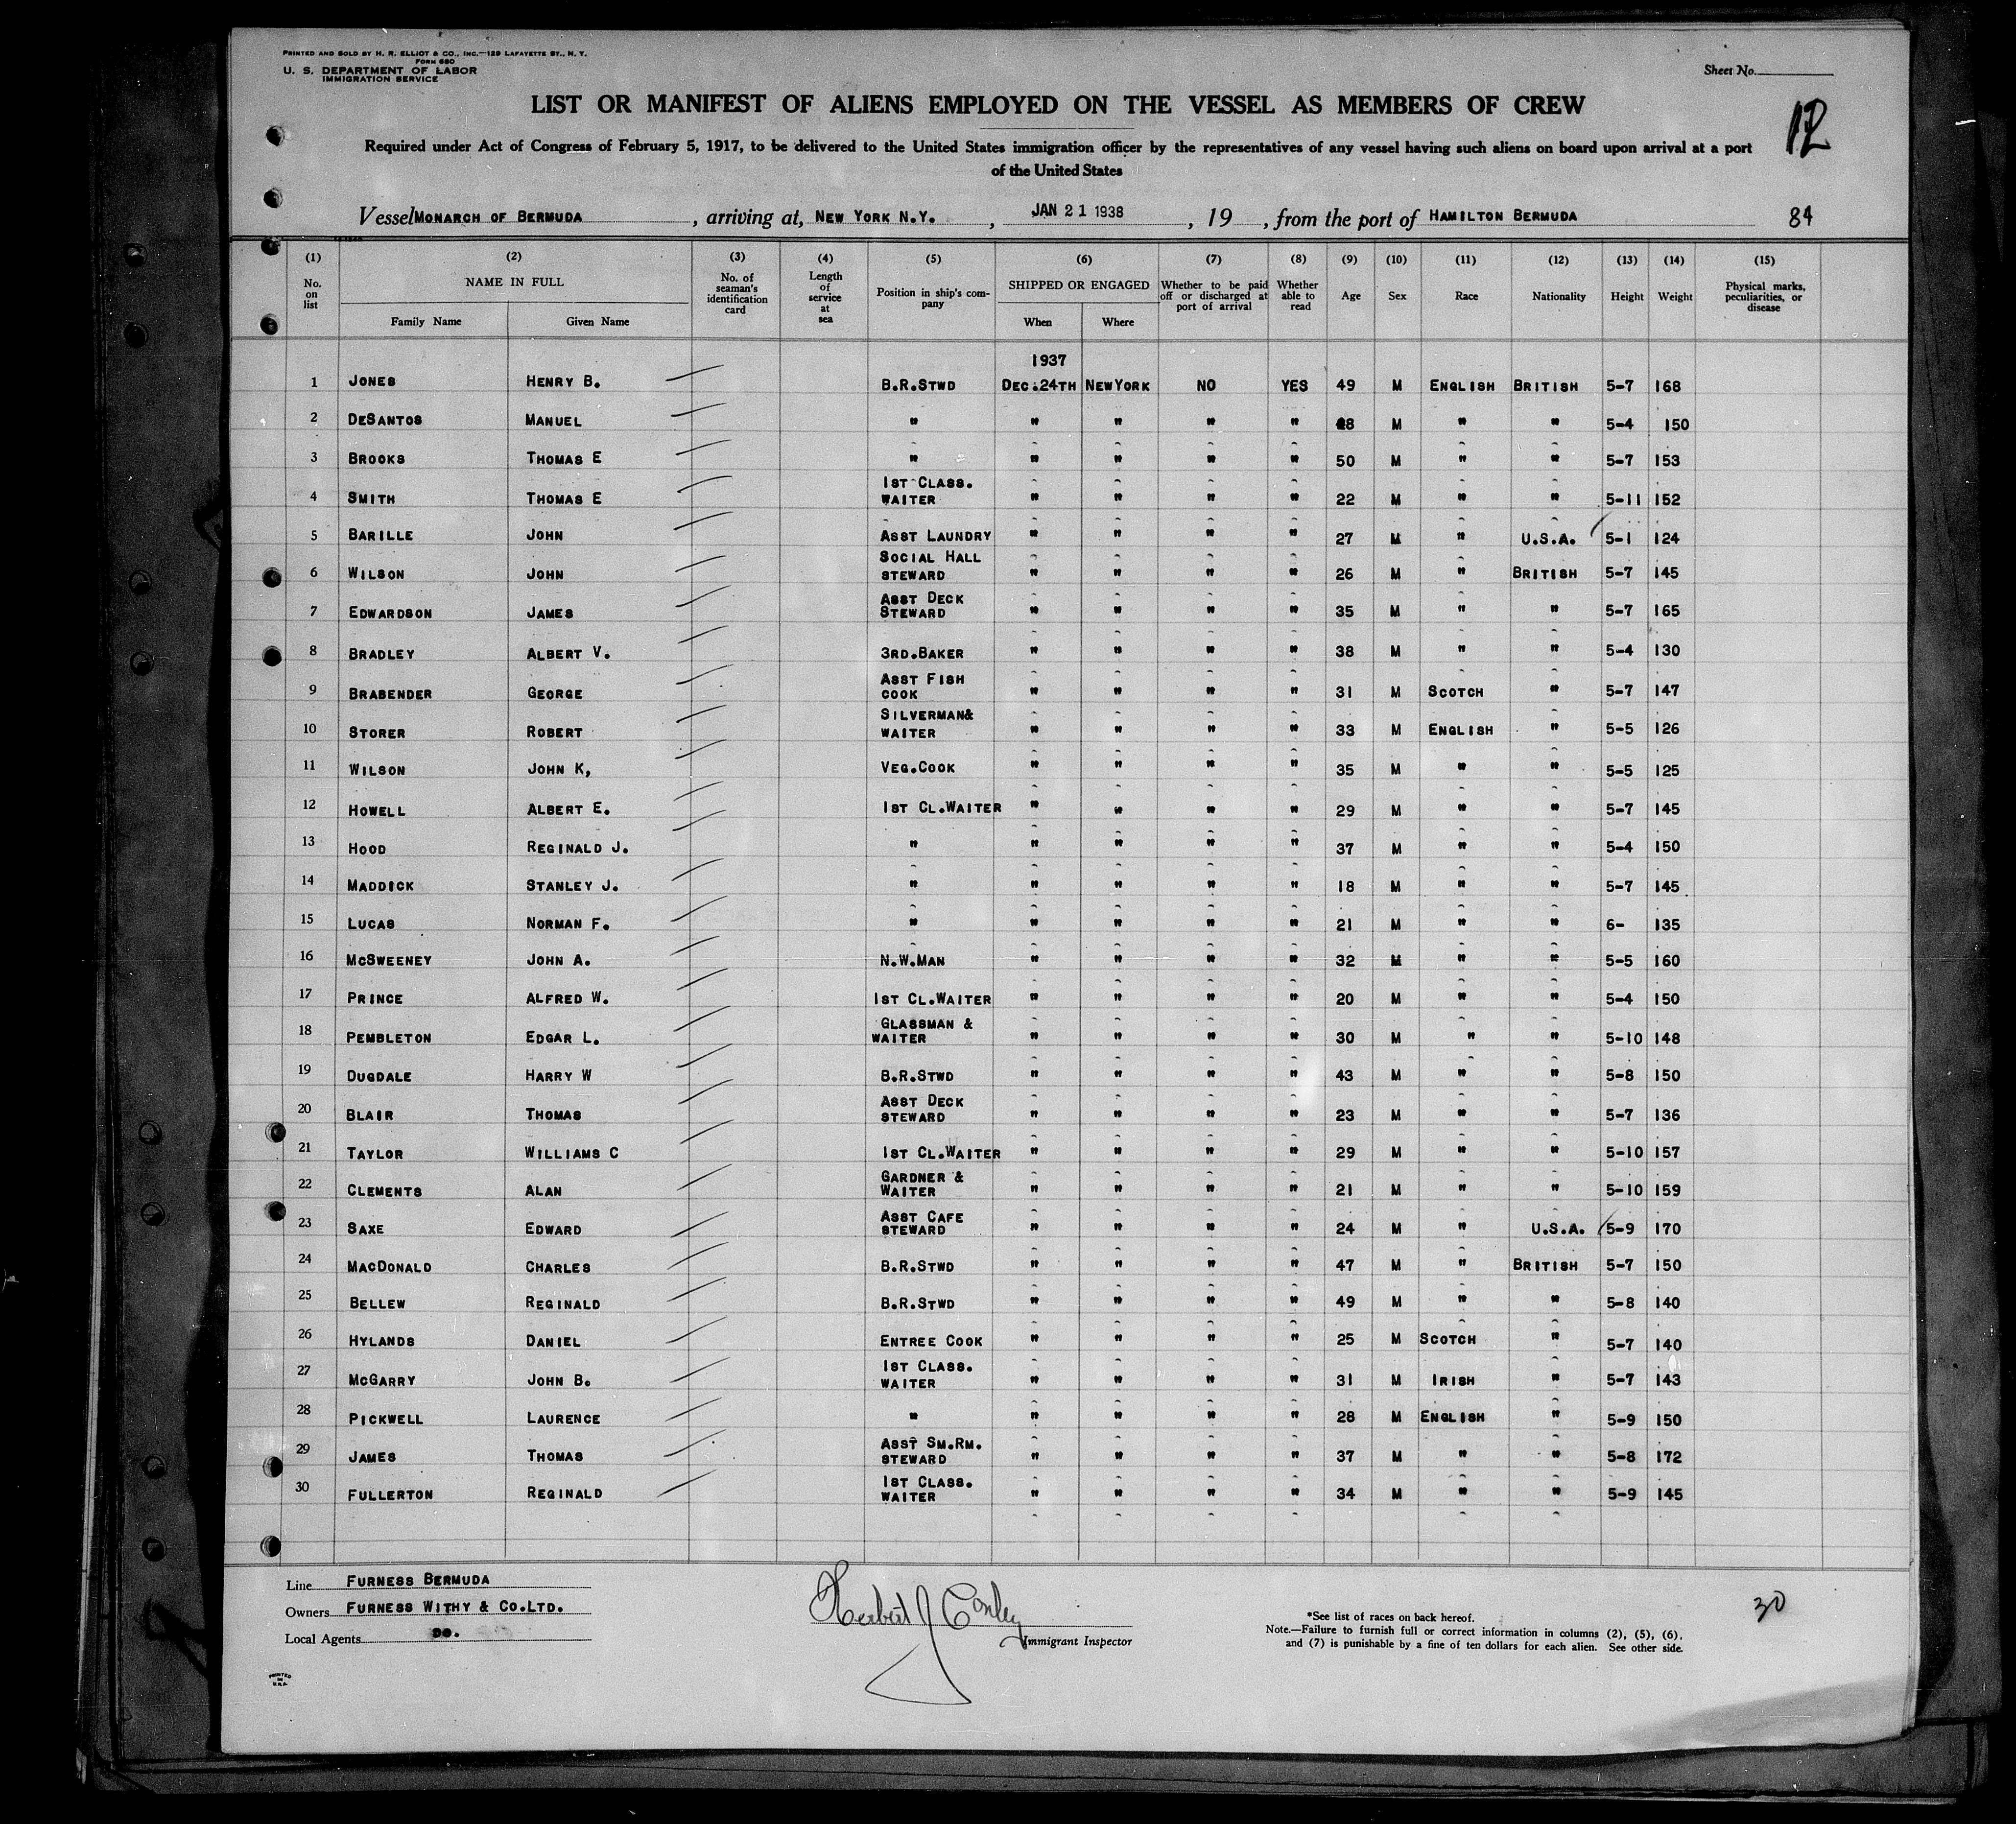 PRINTED AND SOLD BY H. R. ELLIOT & CO., INC.—129 LAFAYETTE ST., N. Y.
FORM 680
U. S. DEPARTMENT OF LABOR
IMMIGRATION SERVICE
Sheet No.
LIST OR MANIFEST OF ALIENS EMPLOYED ON THE VESSEL AS MEMBERS OF CREW
12
Required under Act of Congress of February 5, 1917, to be delivered to the United States immigration officer by the representatives of any vessel having such aliens on board upon arrival at a port
of the United States
Vessel MONARCH OF BERMUDA, arriving at, NEW YORK N.Y., JAN 21 1938, 19, from the port of HAMILTON BERMUDA 84
(1) (2) (3) (4) (5) (6) (7) (8) (9) (10) (11) (12) (13) (14) (15)
No. on list NAME IN FULL Family Name Given Name No. of seaman's identification card Length of service at sea Position in ship's company SHIPPED OR ENGAGED When Where Whether to be paid off or discharged at port of arrival Whether able to read Age Sex Race Nationality Height Weight Physical marks, peculiarities, or disease
1937
1 JONES HENRY B. B.R.STWD DEC.24TH NEWYORK NO YES 49 M ENGLISH BRITISH 5-7 168
2 DESANTOS MANUEL " " " " " 28 M " " 5-4 150
3 BROOKS THOMAS E " " " " " 50 M " " 5-7 153
4 SMITH THOMAS E 1ST CLASS. WAITER " " " " 22 M " " 5-11 152
5 BARILLE JOHN ASST LAUNDRY " " " " 27 M " U.S.A. 5-1 124
6 WILSON JOHN SOCIAL HALL STEWARD " " " " 26 M " BRITISH 5-7 145
7 EDWARDSON JAMES ASST DECK STEWARD " " " " 35 M " " 5-7 165
8 BRADLEY ALBERT V. 3RD.BAKER " " " " 38 M " " 5-4 130
9 BRABENDER GEORGE ASST FISH COOK " " " " 31 M SCOTCH " 5-7 147
10 STORER ROBERT SILVERMAN& WAITER " " " " 33 M ENGLISH " 5-5 126
11 WILSON JOHN K, VEG.COOK " " " " 35 M " " 5-5 125
12 HOWELL ALBERT E. 1ST CL.WAITER " " " " 29 M " " 5-7 145
13 HOOD REGINALD J. " " " " " 37 M " " 5-4 150
14 MADDICK STANLEY J. " " " " " 18 M " " 5-7 145
15 LUCAS NORMAN F. " " " " " 21 M " " 6- 135
16 MCSWEENEY JOHN A. N.W.MAN " " " " 32 M " " 5-5 160
17 PRINCE ALFRED W. 1ST CL.WAITER " " " " 20 M " " 5-4 150
18 PEMBLETON EDGAR L. GLASSMAN & WAITER " " " " 30 M " " 5-10 148
19 DUGDALE HARRY W B.R.STWD " " " " 43 M " " 5-8 150
20 BLAIR THOMAS ASST DECK STEWARD " " " " 23 M " " 5-7 136
21 TAYLOR WILLIAMS C 1ST CL.WAITER " " " " 29 M " " 5-10 157
22 CLEMENTS ALAN GARDNER & WAITER " " " " 21 M " " 5-10 159
23 SAXE EDWARD ASST CAFE STEWARD " " " " 24 M " U.S.A. 5-9 170
24 MACDONALD CHARLES B.R.STWD " " " " 47 M " BRITISH 5-7 150
25 BELLEW REGINALD B.R.STWD " " " " 49 M " " 5-8 140
26 HYLANDS DANIEL ENTREE COOK " " " " 25 M SCOTCH " 5-7 140
27 MCGARRY JOHN B. 1ST CLASS. WAITER " " " " 31 M IRISH " 5-7 143
28 PICKWELL LAURENCE " " " " " 28 M ENGLISH " 5-9 150
29 JAMES THOMAS ASST SM.RM. STEWARD " " " " 37 M " " 5-8 172
30 FULLERTON REGINALD 1ST CLASS. WAITER " " " " 34 M " " 5-9 145
Line FURNESS BERMUDA
Owners FURNESS WITHY & CO.LTD.
Local Agents DO.
Herbert J Conley
Immigrant Inspector
30
*See list of races on back hereof.
Note.—Failure to furnish full or correct information in columns (2), (5), (6), and (7) is punishable by a fine of ten dollars for each alien. See other side.
PRINTED
IN
U.S.A.